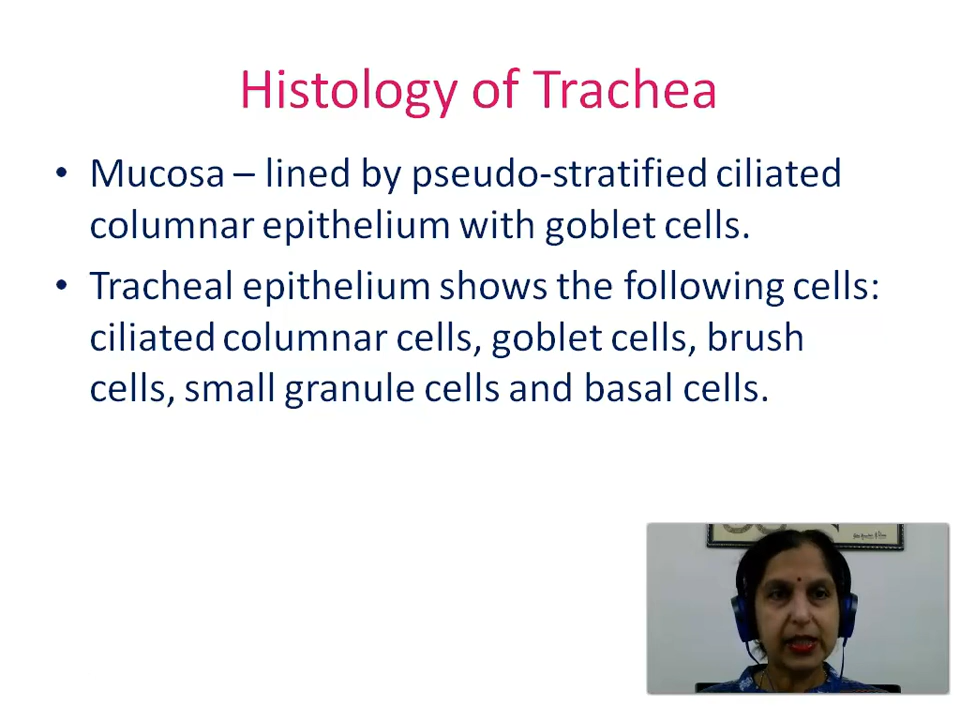 Histology of Trachea
• Mucosa – lined by pseudo-stratified ciliated
columnar epithelium with goblet cells.
• Tracheal epithelium shows the following cells:
ciliated columnar cells, goblet cells, brush
cells, small granule cells and basal cells.